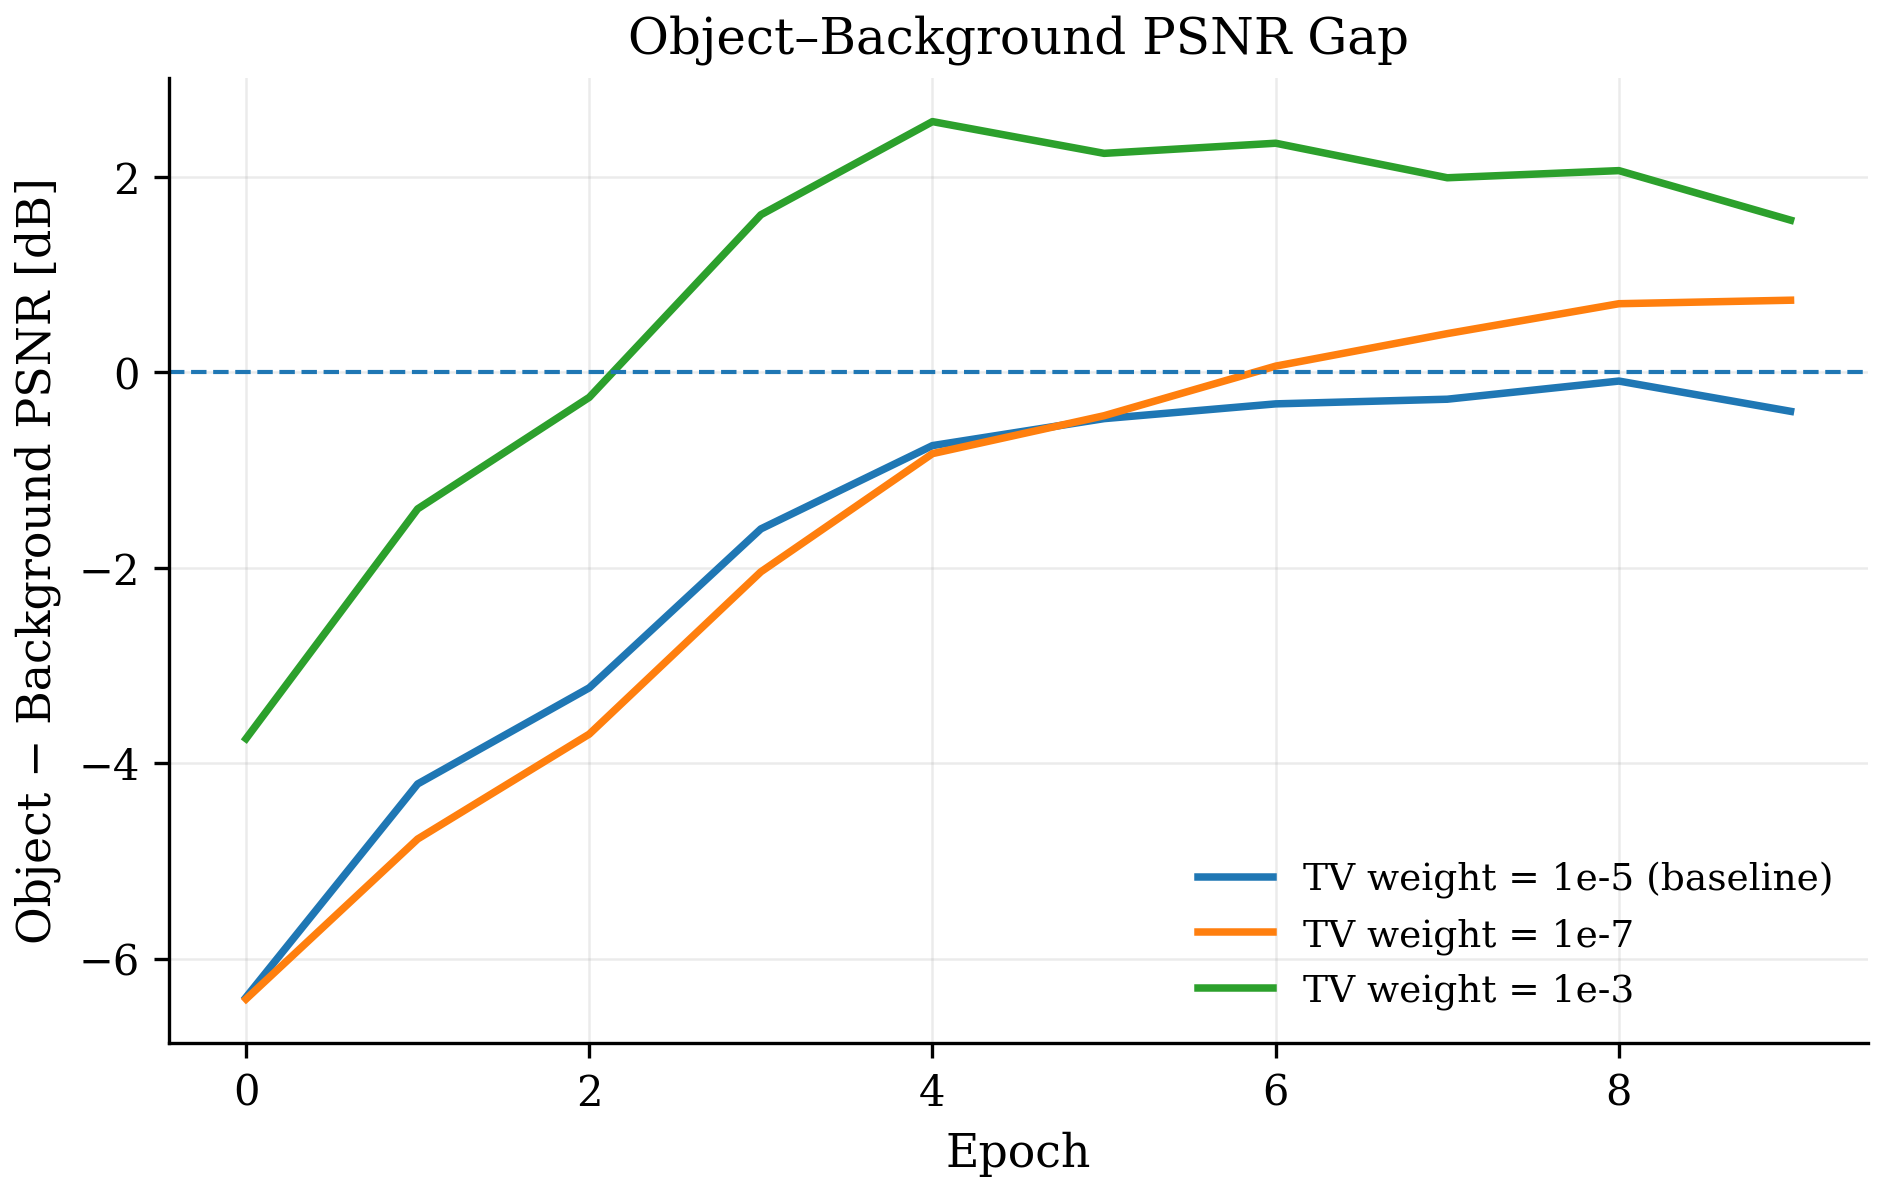 Object–Background PSNR Gap
Object − Background PSNR [dB]
2
0
−2
−4
−6
TV weight = 1e-5 (baseline)
TV weight = 1e-7
TV weight = 1e-3
0 2 4 6 8
Epoch